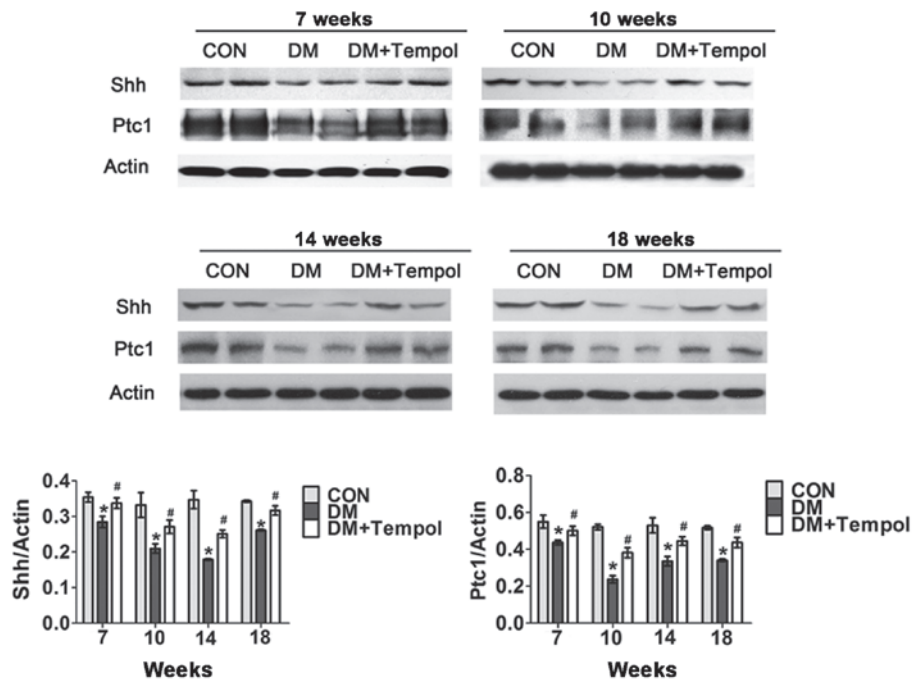 7 weeks 10 weeks
CON DM DM+Tempol CON DM DM+Tempol
Shh
Ptc1
Actin
14 weeks 18 weeks
CON DM DM+Tempol CON DM DM+Tempol
Shh
Ptc1
Actin
Shh/Actin
0.4
0.3
0.2
0.1
0.0
* # * # * # * #
CON
DM
DM+Tempol
7 10 14 18
Weeks
Ptc1/Actin
0.8
0.6
0.4
0.2
0.0
* # * # * # * #
CON
DM
DM+Tempol
7 10 14 18
Weeks